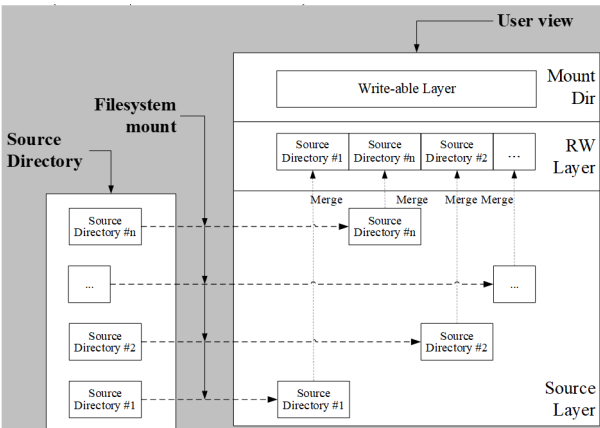 User view
Write-able Layer
Mount
Dir
Filesystem
mount
Source
Directory
Source
Directory #1
Source
Directory #n
Source
Directory #2
...
RW
Layer
Merge
Merge
Merge
Merge
Source
Directory #n
Source
Directory #n
...
...
Source
Directory #2
Source
Directory #2
Source
Directory #1
Source
Directory #1
Source
Layer